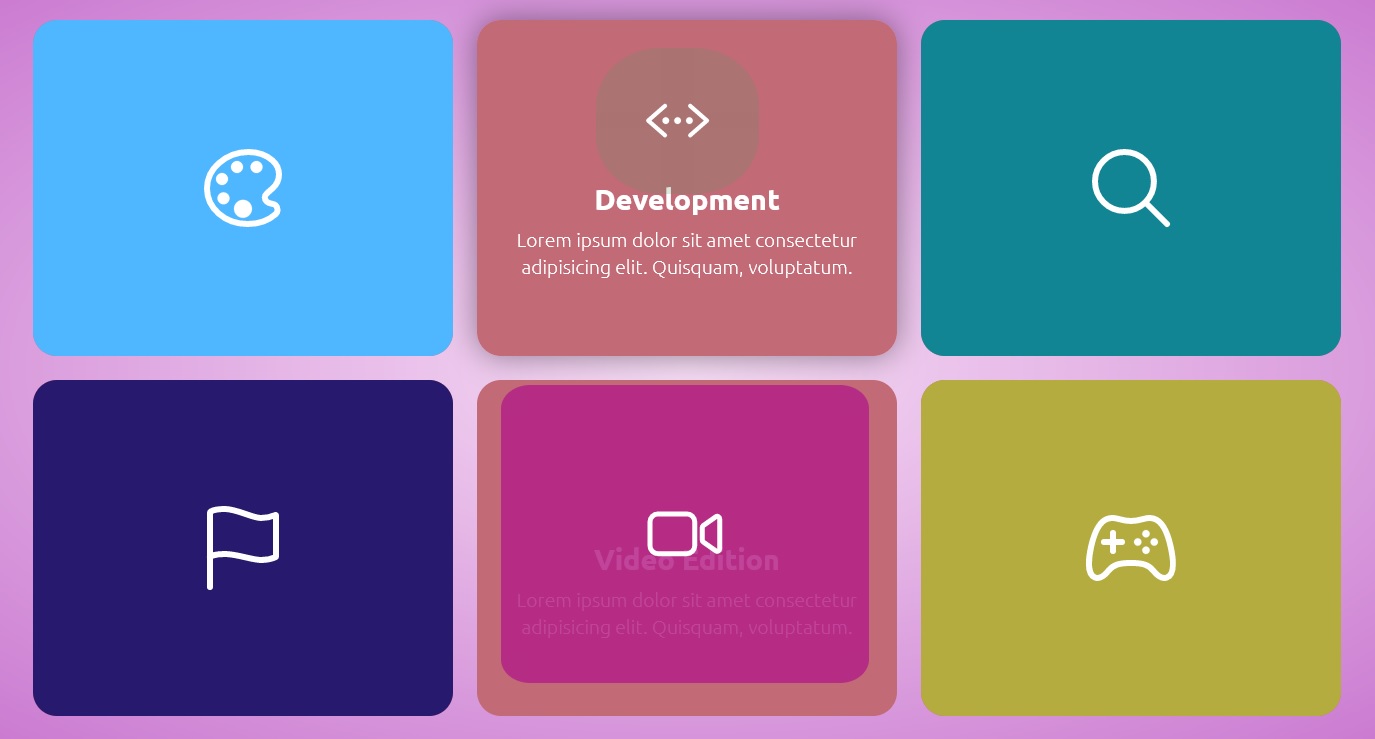 Development
Lorem ipsum dolor sit amet consectetur
adipisicing elit. Quisquam, voluptatum.
Video Edition
Lorem ipsum dolor sit amet consectetur
adipisicing elit. Quisquam, voluptatum.